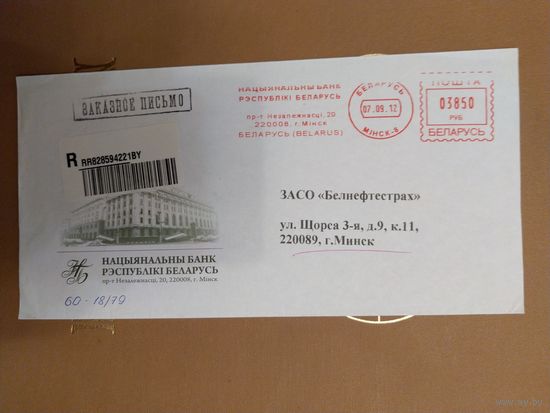 ЗАКАЗНОЕ ПИСЬМО
НАЦЫЯНАЛЬНЫ БАНК
РЭСПУБЛІКІ БЕЛАРУСЬ
пр-т Незалежнасці, 20
220008, г.Мінск
БЕЛАРУСЬ (BELARUS)
БЕЛАРУСЬ
07.09.12
МІНСК-8
ПОШТА
03850
РУБ
БЕЛАРУСЬ
R RR828594221BY
ЗАСО «Белнефтестрах»
ул. Щорса 3-я, д.9, к.11,
220089, г.Минск
НАЦЫЯНАЛЬНЫ БАНК
РЭСПУБЛІКІ БЕЛАРУСЬ
пр-т Незалежнасці, 20, 220008, г. Мінск
60-18/79
ay.by